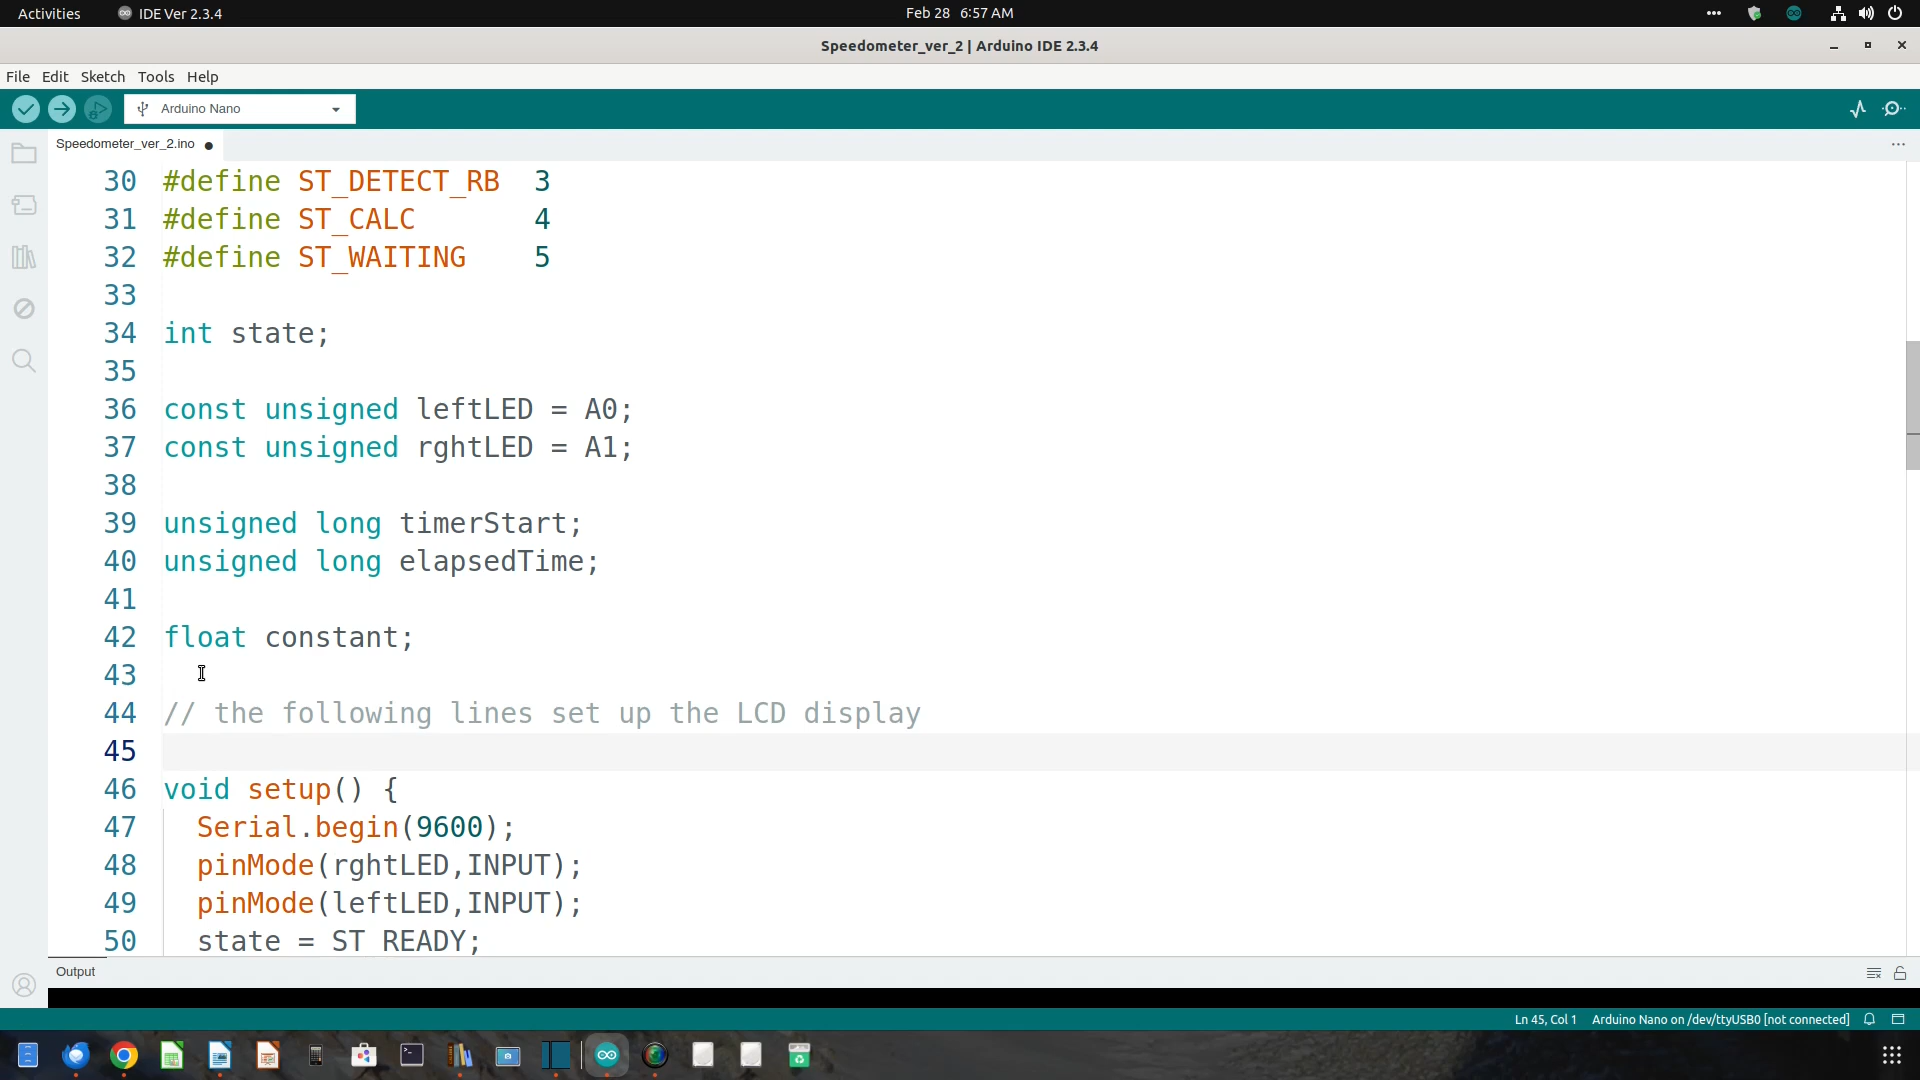 Activities IDE Ver 2.3.4 Feb 28 6:57 AM
Speedometer_ver_2 | Arduino IDE 2.3.4
File Edit Sketch Tools Help
Arduino Nano
Speedometer_ver_2.ino
30 #define ST_DETECT_RB 3
31 #define ST_CALC 4
32 #define ST_WAITING 5
33
34 int state;
35
36 const unsigned leftLED = A0;
37 const unsigned rghtLED = A1;
38
39 unsigned long timerStart;
40 unsigned long elapsedTime;
41
42 float constant;
43
44 // the following lines set up the LCD display
45
46 void setup() {
47 Serial.begin(9600);
48 pinMode(rghtLED,INPUT);
49 pinMode(leftLED,INPUT);
50 state = ST_READY;
Output
Ln 45, Col 1 Arduino Nano on /dev/ttyUSB0 [not connected]